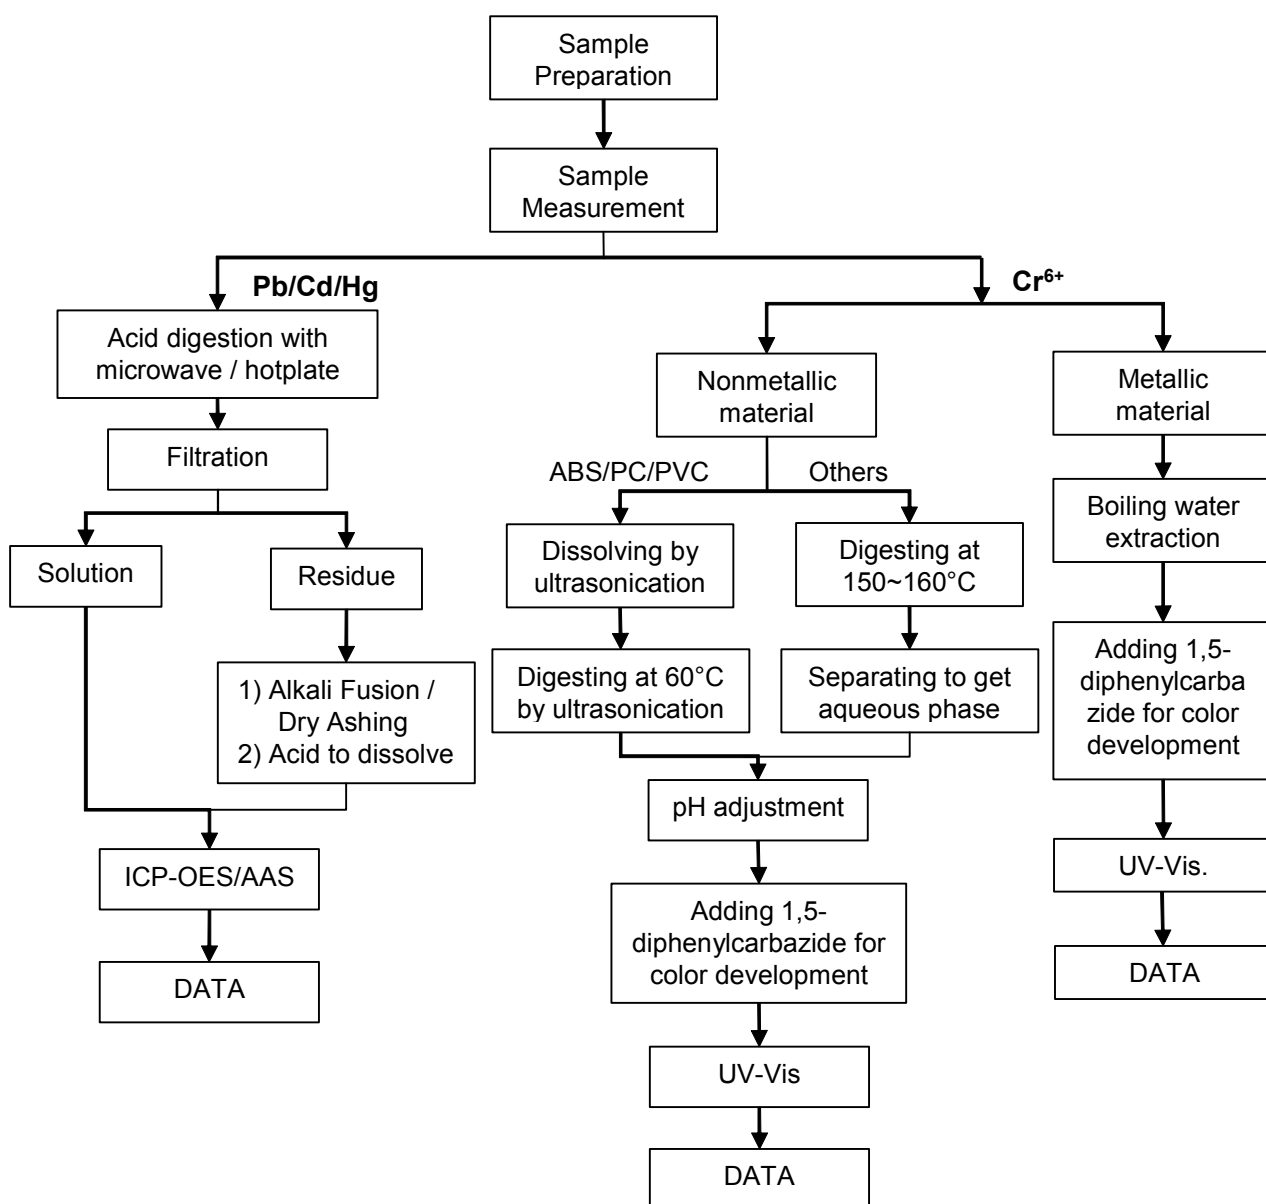 Sample
Preparation
Sample
Measurement
Pb/Cd/Hg
Cr⁶⁺
Acid digestion with
microwave / hotplate
Filtration
Solution
Residue
1) Alkali Fusion /
Dry Ashing
2) Acid to dissolve
ICP-OES/AAS
DATA
Nonmetallic
material
ABS/PC/PVC
Others
Dissolving by
ultrasonication
Digesting at 60°C
by ultrasonication
Digesting at
150~160°C
Separating to get
aqueous phase
pH adjustment
Adding 1,5-
diphenylcarbazide for
color development
UV-Vis
DATA
Metallic
material
Boiling water
extraction
Adding 1,5-
diphenylcarba
zide for color
development
UV-Vis.
DATA